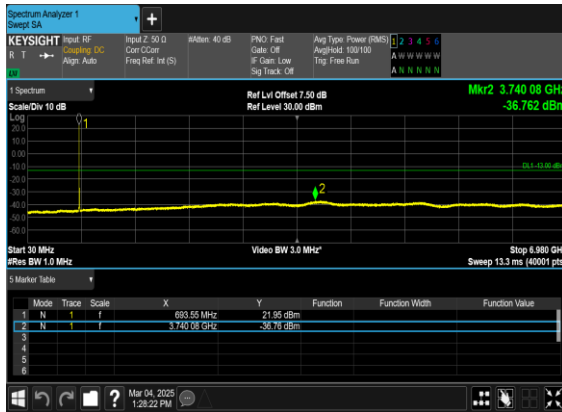 Spectrum Analyzer 1
Swept SA
+
KEYSIGHT Input: RF Input Z: 50 Ω #Atten: 40 dB PNO: Fast Avg Type: Power (RMS) 1 2 3 4 5 6
R T Coupling: DC Corr CCorr Gate: Off Avg|Hold: 100/100 A W W W W W
Align: Auto Freq Ref: Int (S) IF Gain: Low Trig: Free Run
LXI Sig Track: Off A N N N N N
1 Spectrum Ref Lvl Offset 7.50 dB Mkr2 3.740 08 GHz
Scale/Div 10 dB Ref Level 30.00 dBm -36.762 dBm
Log
1
20.0
10.0
0.00
-10.0
DL1 -13.00 dBm
-20.0
-30.0
2
-40.0
-50.0
-60.0
Start 30 MHz Video BW 3.0 MHz* Stop 6.980 GHz
#Res BW 1.0 MHz Sweep 13.3 ms (40001 pts)
5 Marker Table
Mode Trace Scale X Y Function Function Width Function Value
1 N 1 f 693.55 MHz 21.95 dBm
2 N 1 f 3.740 08 GHz -36.76 dBm
3
4
5
6
? Mar 04, 2025
1:28:22 PM